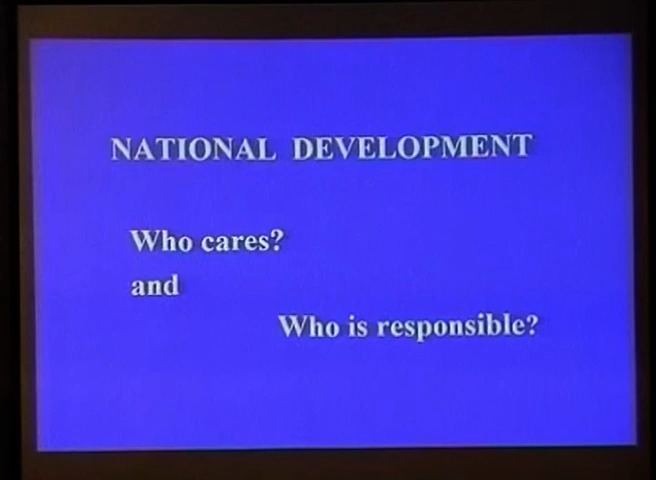 NATIONAL DEVELOPMENT
Who cares?
and
Who is responsible?